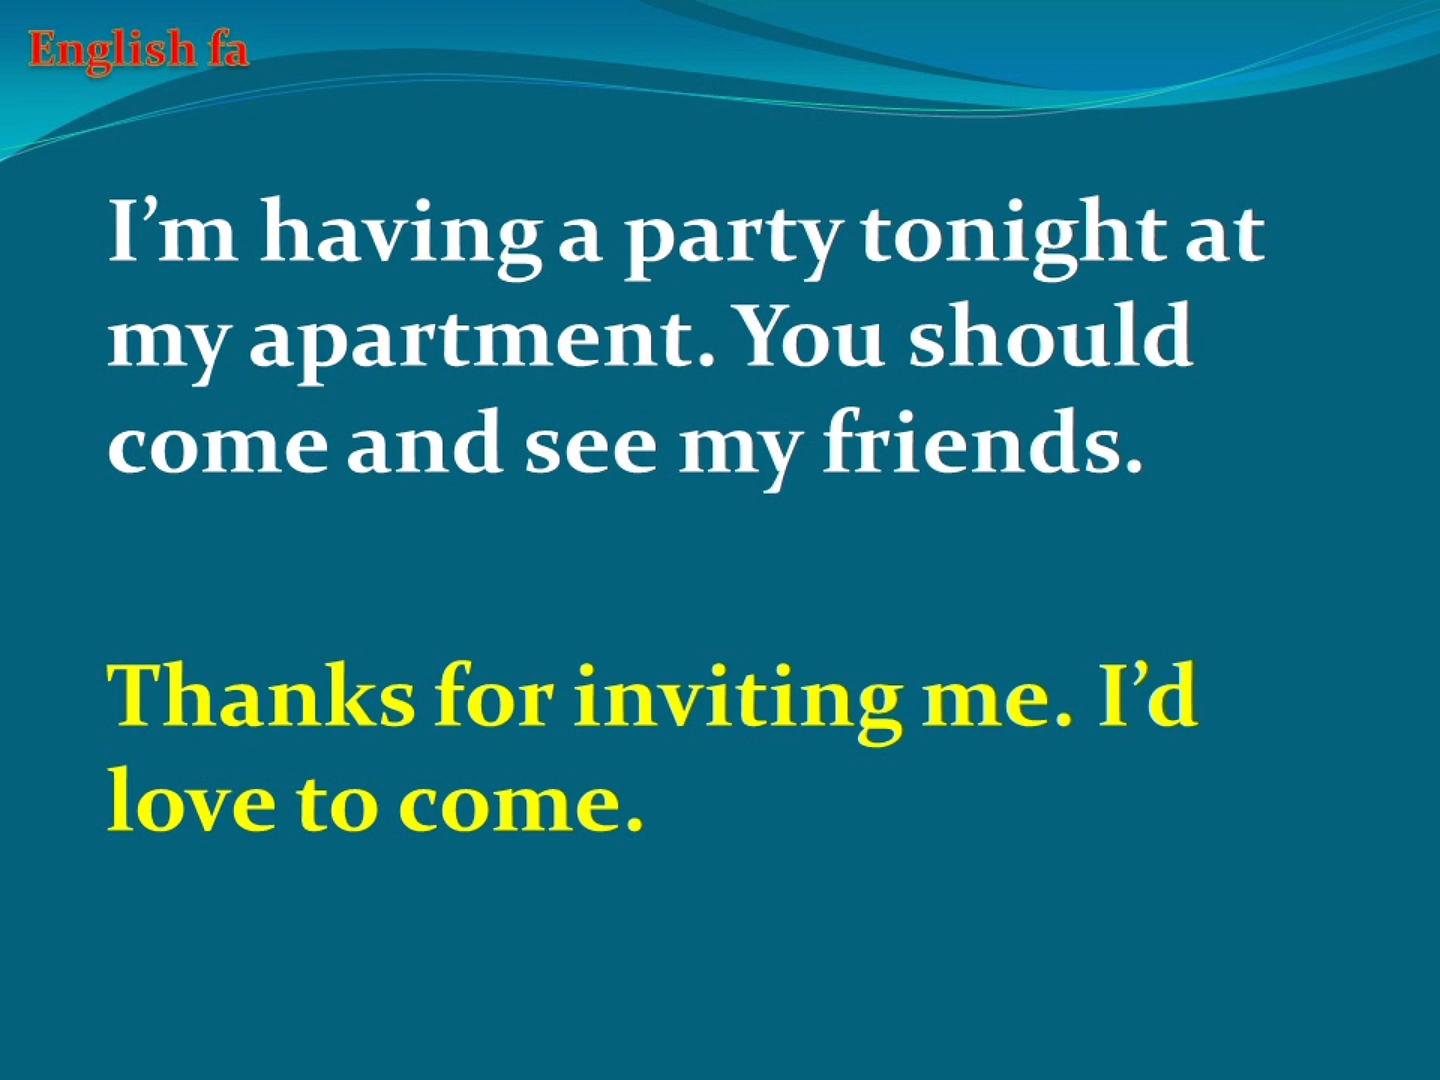 English fa
I’m having a party tonight at
my apartment. You should
come and see my friends.
Thanks for inviting me. I’d
love to come.